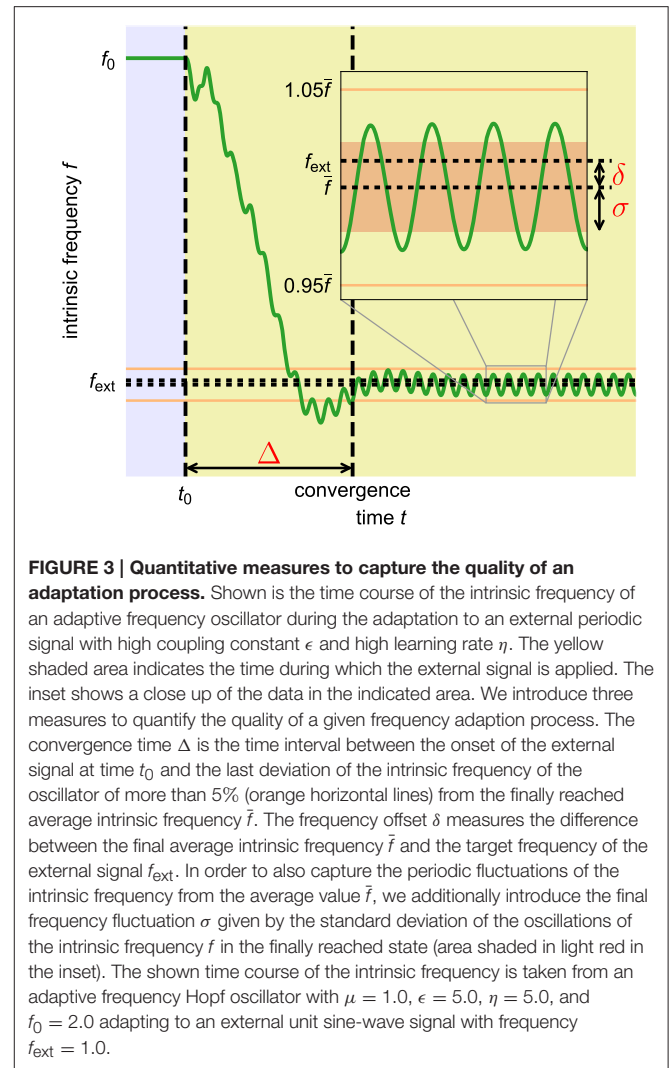 f₀
1.05f̄
f_ext
f̄
δ
σ
0.95f̄
intrinsic frequency f
f_ext
Δ
t₀
convergence
time t
FIGURE 3 | Quantitative measures to capture the quality of an
adaptation process. Shown is the time course of the intrinsic frequency of
an adaptive frequency oscillator during the adaptation to an external periodic
signal with high coupling constant ϵ and high learning rate η. The yellow
shaded area indicates the time during which the external signal is applied. The
inset shows a close up of the data in the indicated area. We introduce three
measures to quantify the quality of a given frequency adaption process. The
convergence time Δ is the time interval between the onset of the external
signal at time t₀ and the last deviation of the intrinsic frequency of the
oscillator of more than 5% (orange horizontal lines) from the finally reached
average intrinsic frequency f̄. The frequency offset δ measures the difference
between the final average intrinsic frequency f̄ and the target frequency of the
external signal f_ext. In order to also capture the periodic fluctuations of the
intrinsic frequency from the average value f̄, we additionally introduce the final
frequency fluctuation σ given by the standard deviation of the oscillations of
the intrinsic frequency f in the finally reached state (area shaded in light red in
the inset). The shown time course of the intrinsic frequency is taken from an
adaptive frequency Hopf oscillator with μ = 1.0, ϵ = 5.0, η = 5.0, and
f₀ = 2.0 adapting to an external unit sine-wave signal with frequency
f_ext = 1.0.